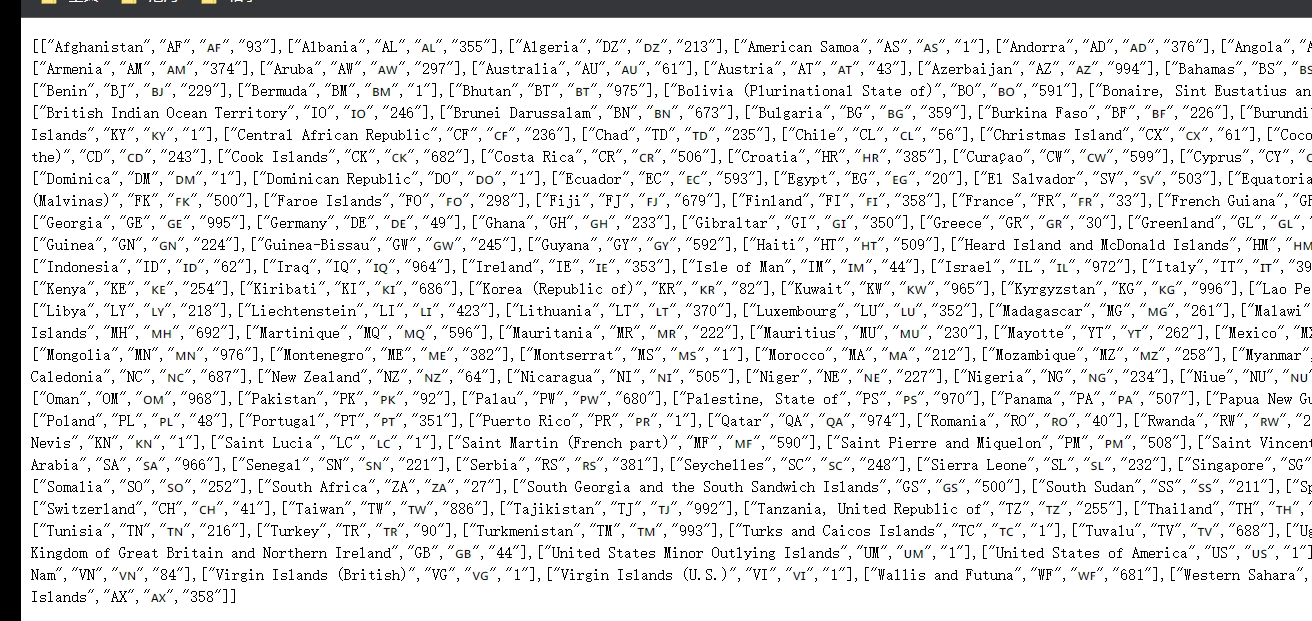 [["Afghanistan","AF","AF","93"],["Albania","AL","AL","355"],["Algeria","DZ","DZ","213"],["American Samoa","AS","AS","1"],["Andorra","AD","AD","376"],["Angola",
["Armenia","AM","AM","374"],["Aruba","AW","AW","297"],["Australia","AU","AU","61"],["Austria","AT","AT","43"],["Azerbaijan","AZ","AZ","994"],["Bahamas","BS","BS
["Benin","BJ","BJ","229"],["Bermuda","BM","BM","1"],["Bhutan","BT","BT","975"],["Bolivia (Plurinational State of)","BO","BO","591"],["Bonaire, Sint Eustatius an
["British Indian Ocean Territory","IO","IO","246"],["Brunei Darussalam","BN","BN","673"],["Bulgaria","BG","BG","359"],["Burkina Faso","BF","BF","226"],["Burundi
Islands","KY","KY","1"],["Central African Republic","CF","CF","236"],["Chad","TD","TD","235"],["Chile","CL","CL","56"],["Christmas Island","CX","CX","61"],["Coco
the)","CD","CD","243"],["Cook Islands","CK","CK","682"],["Costa Rica","CR","CR","506"],["Croatia","HR","HR","385"],["Curaçao","CW","CW","599"],["Cyprus","CY","C
["Dominica","DM","DM","1"],["Dominican Republic","DO","DO","1"],["Ecuador","EC","EC","593"],["Egypt","EG","EG","20"],["El Salvador","SV","SV","503"],["Equatoria
(Malvinas)","FK","FK","500"],["Faroe Islands","FO","FO","298"],["Fiji","FJ","FJ","679"],["Finland","FI","FI","358"],["France","FR","FR","33"],["French Guiana","GF
["Georgia","GE","GE","995"],["Germany","DE","DE","49"],["Ghana","GH","GH","233"],["Gibraltar","GI","GI","350"],["Greece","GR","GR","30"],["Greenland","GL","GL",
["Guinea","GN","GN","224"],["Guinea-Bissau","GW","GW","245"],["Guyana","GY","GY","592"],["Haiti","HT","HT","509"],["Heard Island and McDonald Islands","HM","HM
["Indonesia","ID","ID","62"],["Iraq","IQ","IQ","964"],["Ireland","IE","IE","353"],["Isle of Man","IM","IM","44"],["Israel","IL","IL","972"],["Italy","IT","IT","39
["Kenya","KE","KE","254"],["Kiribati","KI","KI","686"],["Korea (Republic of)","KR","KR","82"],["Kuwait","KW","KW","965"],["Kyrgyzstan","KG","KG","996"],["Lao Pe
["Libya","LY","LY","218"],["Liechtenstein","LI","LI","423"],["Lithuania","LT","LT","370"],["Luxembourg","LU","LU","352"],["Madagascar","MG","MG","261"],["Malawi
Islands","MH","MH","692"],["Martinique","MQ","MQ","596"],["Mauritania","MR","MR","222"],["Mauritius","MU","MU","230"],["Mayotte","YT","YT","262"],["Mexico","MX
["Mongolia","MN","MN","976"],["Montenegro","ME","ME","382"],["Montserrat","MS","MS","1"],["Morocco","MA","MA","212"],["Mozambique","MZ","MZ","258"],["Myanmar"
Caledonia","NC","NC","687"],["New Zealand","NZ","NZ","64"],["Nicaragua","NI","NI","505"],["Niger","NE","NE","227"],["Nigeria","NG","NG","234"],["Niue","NU","NU
["Oman","OM","OM","968"],["Pakistan","PK","PK","92"],["Palau","PW","PW","680"],["Palestine, State of","PS","PS","970"],["Panama","PA","PA","507"],["Papua New Gu
["Poland","PL","PL","48"],["Portugal","PT","PT","351"],["Puerto Rico","PR","PR","1"],["Qatar","QA","QA","974"],["Romania","RO","RO","40"],["Rwanda","RW","RW","2
Nevis","KN","KN","1"],["Saint Lucia","LC","LC","1"],["Saint Martin (French part)","MF","MF","590"],["Saint Pierre and Miquelon","PM","PM","508"],["Saint Vincent
Arabia","SA","SA","966"],["Senegal","SN","SN","221"],["Serbia","RS","RS","381"],["Seychelles","SC","SC","248"],["Sierra Leone","SL","SL","232"],["Singapore","SG"
["Somalia","SO","SO","252"],["South Africa","ZA","ZA","27"],["South Georgia and the South Sandwich Islands","GS","GS","500"],["South Sudan","SS","SS","211"],["Sp
["Switzerland","CH","CH","41"],["Taiwan","TW","TW","886"],["Tajikistan","TJ","TJ","992"],["Tanzania, United Republic of","TZ","TZ","255"],["Thailand","TH","TH",
["Tunisia","TN","TN","216"],["Turkey","TR","TR","90"],["Turkmenistan","TM","TM","993"],["Turks and Caicos Islands","TC","TC","1"],["Tuvalu","TV","TV","688"],["Ug
Kingdom of Great Britain and Northern Ireland","GB","GB","44"],["United States Minor Outlying Islands","UM","UM","1"],["United States of America","US","US","1"]
Nam","VN","VN","84"],["Virgin Islands (British)","VG","VG","1"],["Virgin Islands (U.S.)","VI","VI","1"],["Wallis and Futuna","WF","WF","681"],["Western Sahara",
Islands","AX","AX","358"]]